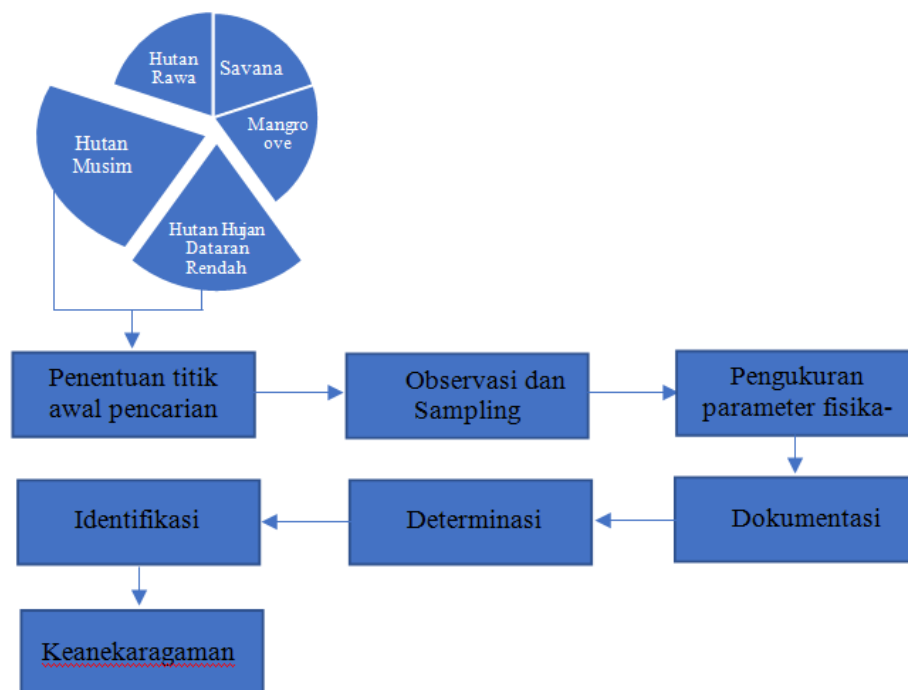 Hutan
Rawa
Savana
Mangroo
ove
Hutan
Musim
Hutan Hujan
Dataran
Rendah
Penentuan titik
awal pencarian
Observasi dan
Sampling
Pengukuran
parameter fisika-
Dokumentasi
Determinasi
Identifikasi
Keanekaragaman